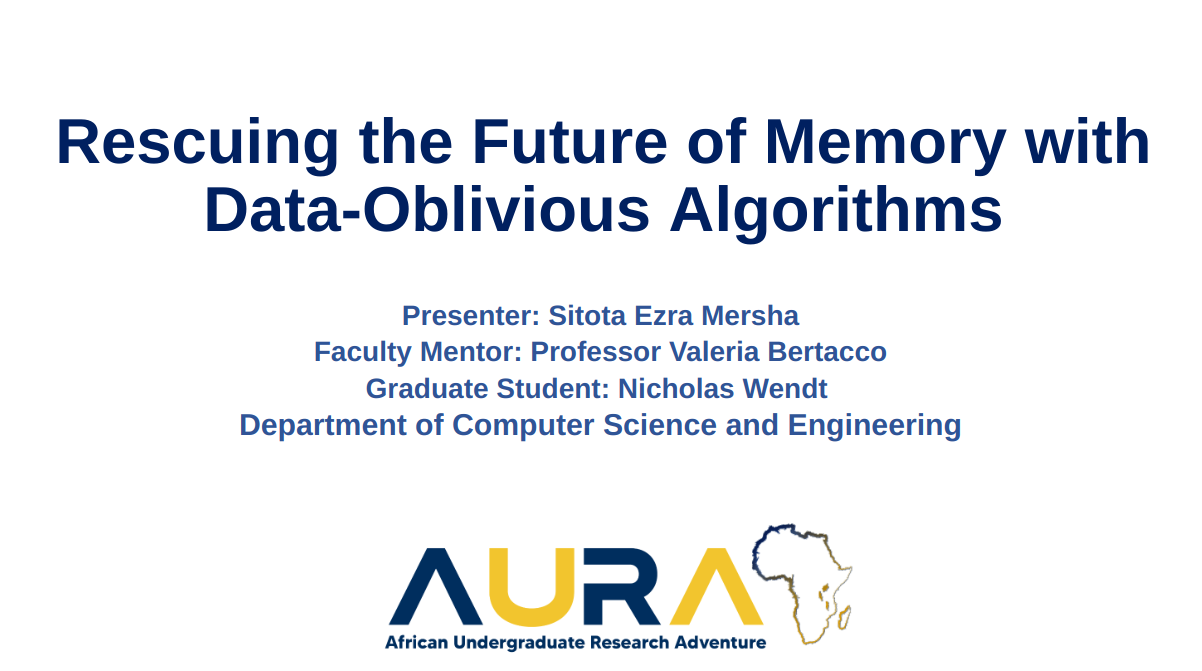 Rescuing the Future of Memory with
Data-Oblivious Algorithms
Presenter: Sitota Ezra Mersha
Faculty Mentor: Professor Valeria Bertacco
Graduate Student: Nicholas Wendt
Department of Computer Science and Engineering
AURA
African Undergraduate Research Adventure